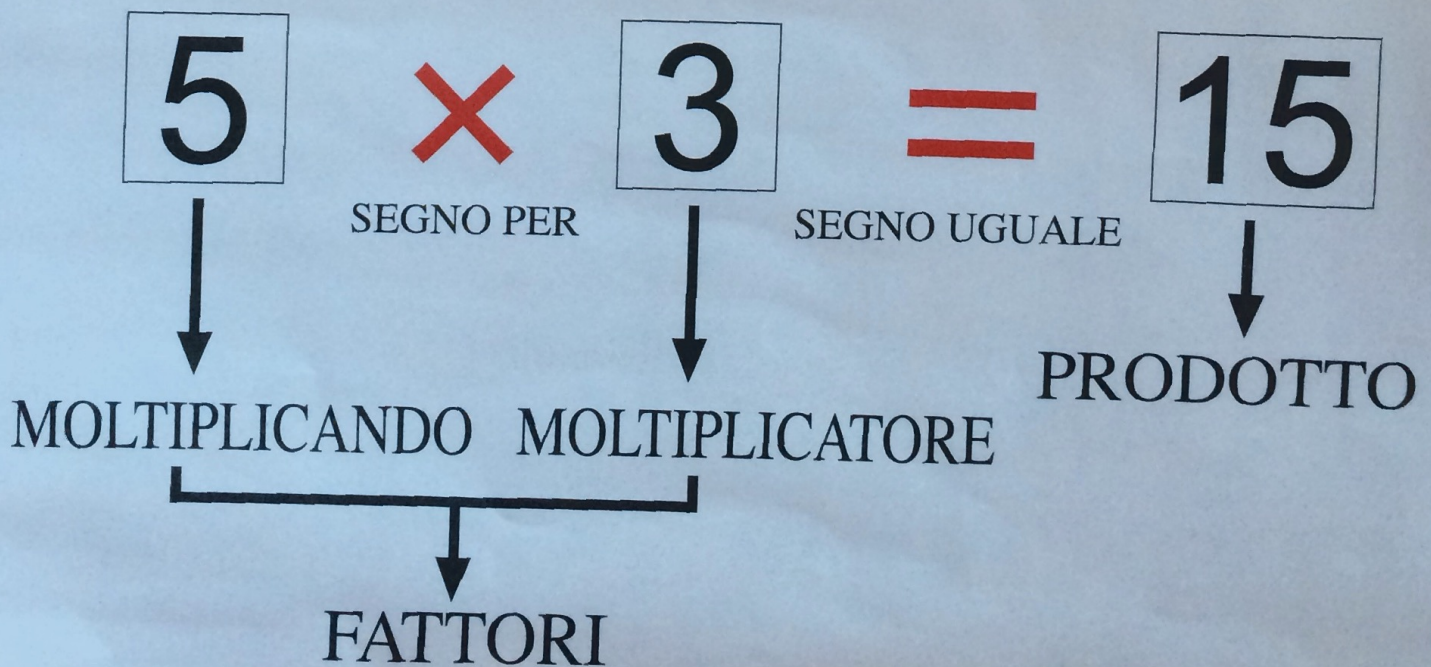 5 × 3 = 15
SEGNO PER SEGNO UGUALE
PRODOTTO
MOLTIPLICANDO MOLTIPLICATORE
FATTORI